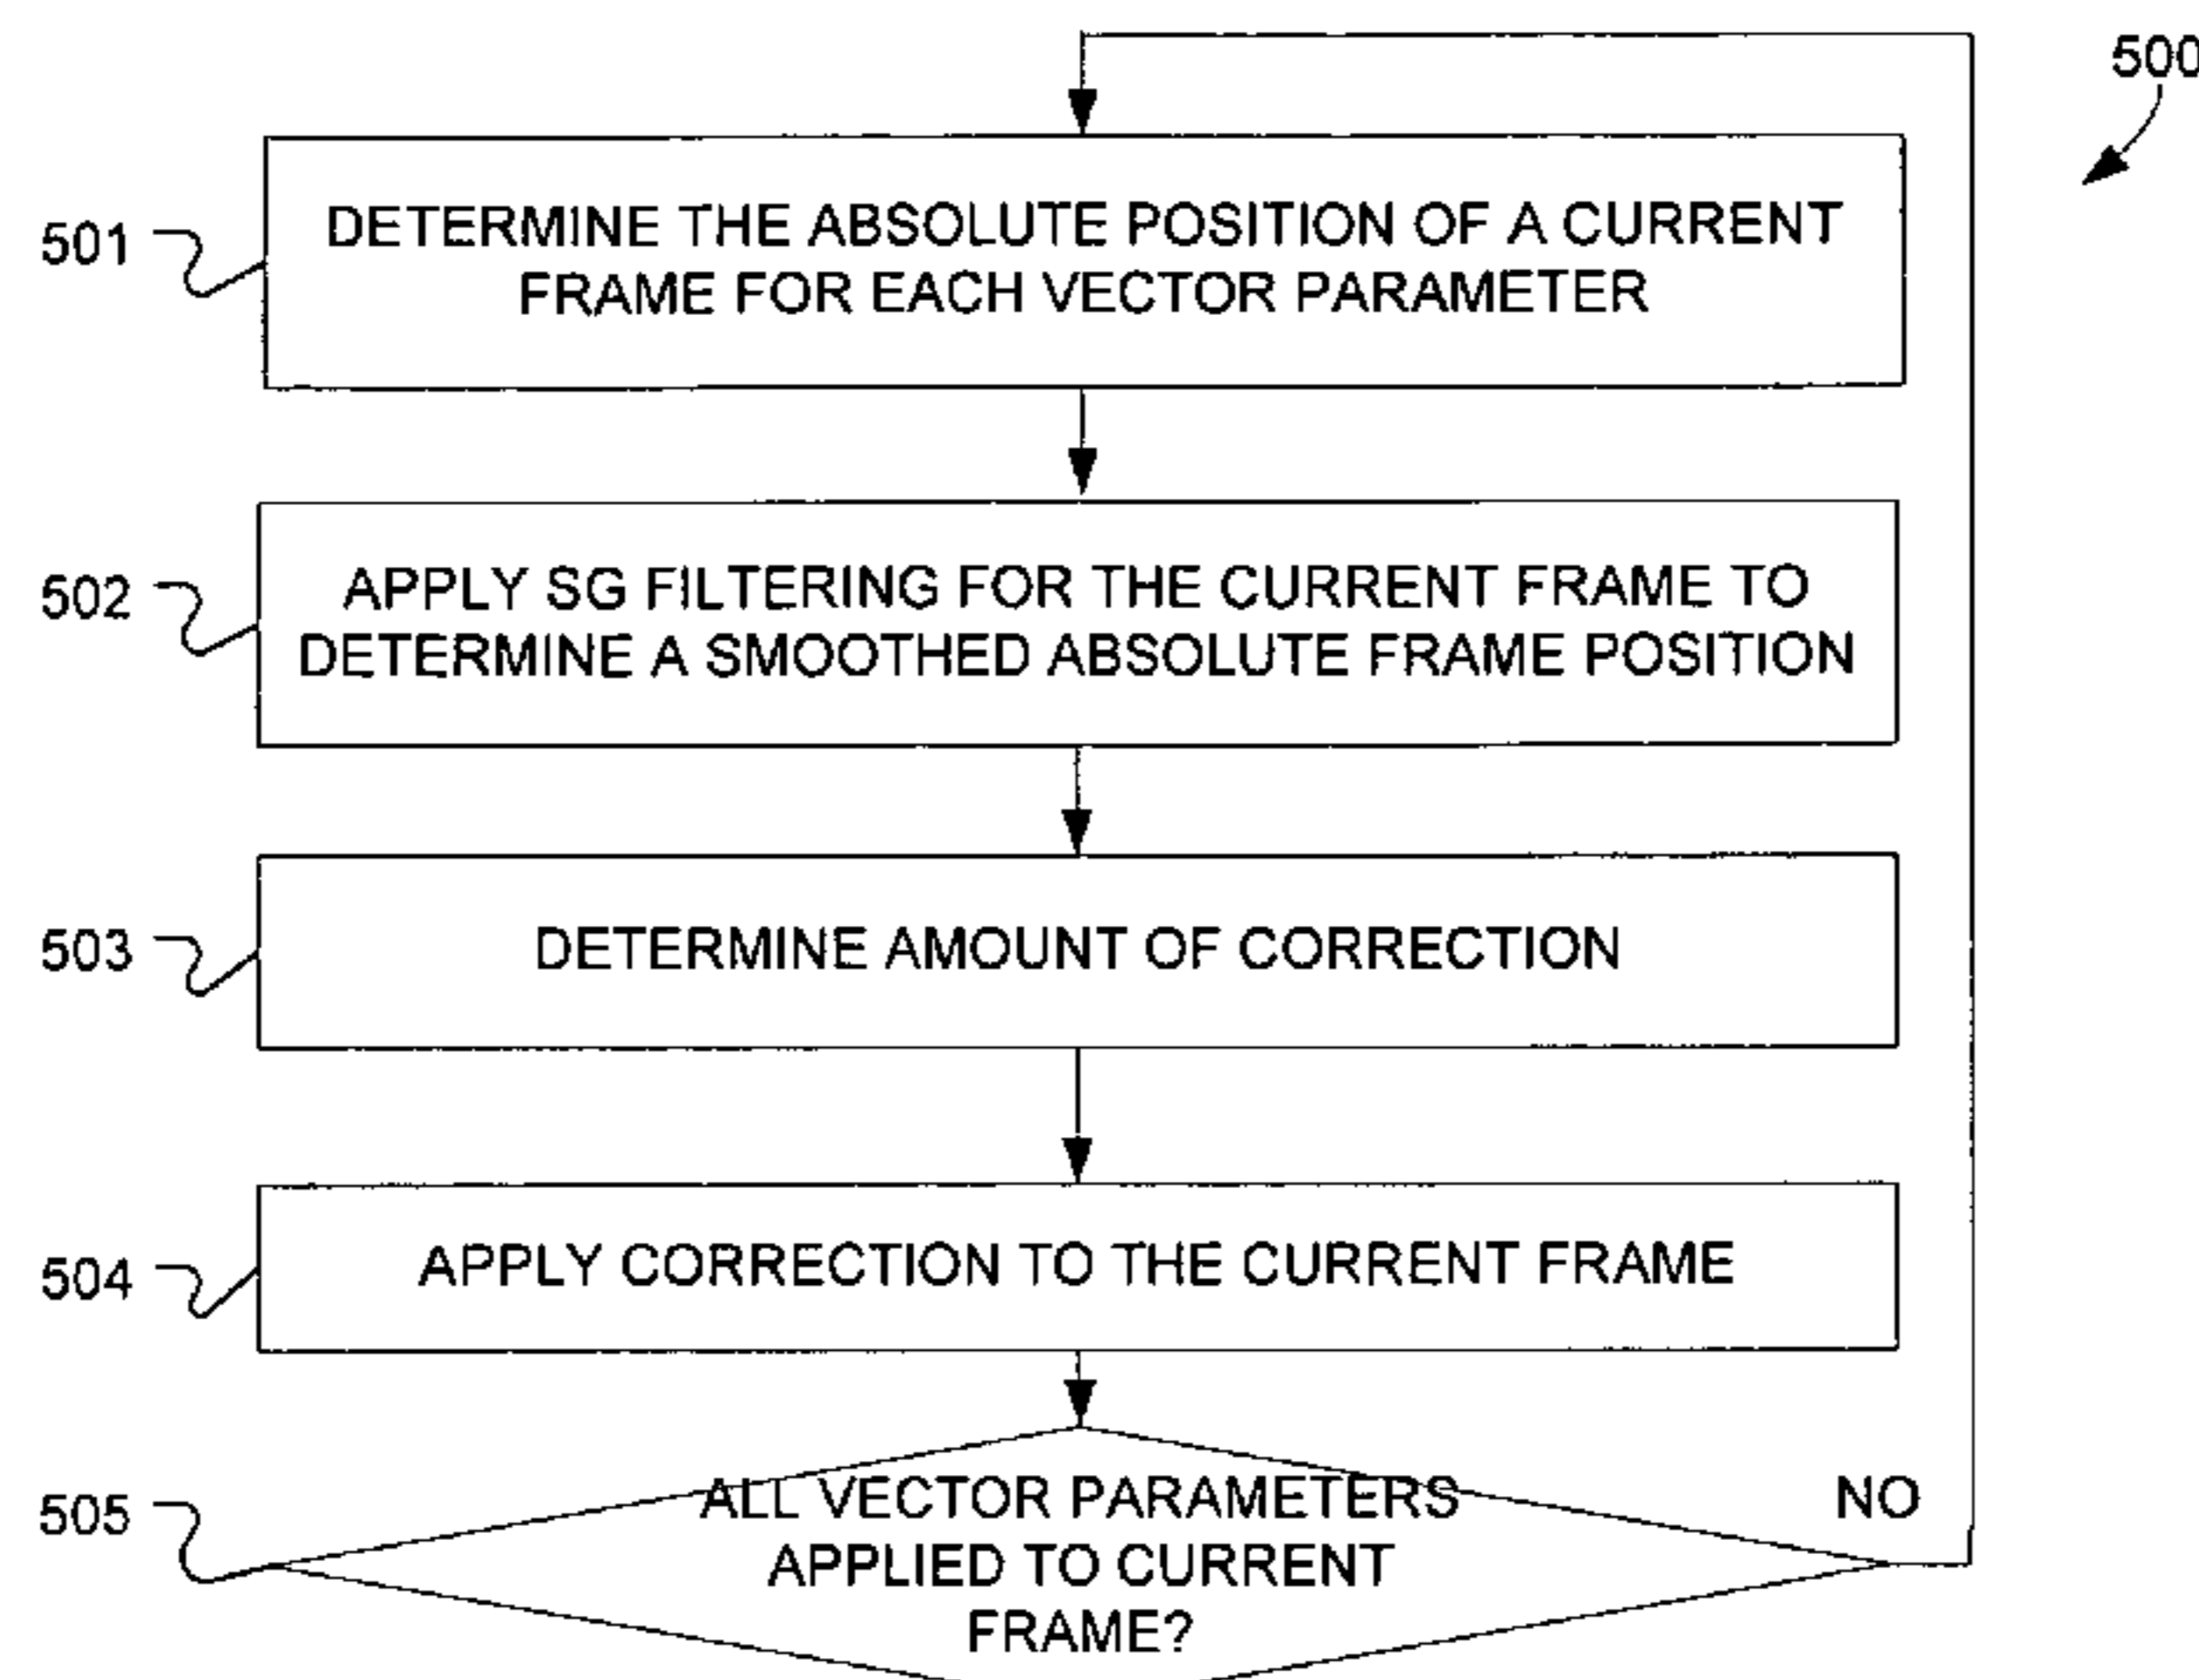 500
501
DETERMINE THE ABSOLUTE POSITION OF A CURRENT
FRAME FOR EACH VECTOR PARAMETER
502
APPLY SG FILTERING FOR THE CURRENT FRAME TO
DETERMINE A SMOOTHED ABSOLUTE FRAME POSITION
503
DETERMINE AMOUNT OF CORRECTION
504
APPLY CORRECTION TO THE CURRENT FRAME
505
ALL VECTOR PARAMETERS
APPLIED TO CURRENT
FRAME?
NO